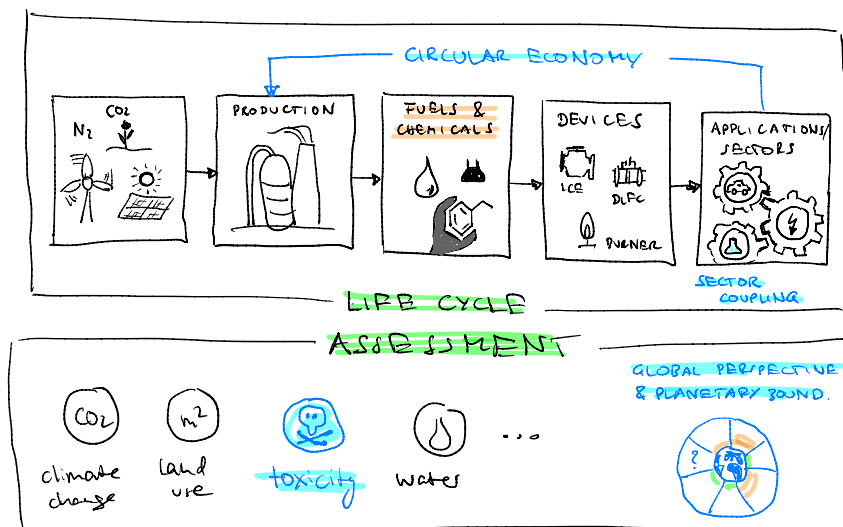 CIRCULAR ECONOMY
CO2
N2
PRODUCTION
FUELS &
CHEMICALS
DEVICES
ICE
DLFC
BURNER
APPLICATIONS/
SECTORS
SECTOR
COUPLING
LIFE CYCLE
ASSESSMENT
GLOBAL PERSPECTIVE
& PLANETARY BOUND.
CO2
climate
change
m²
land
use
toxicity
water
...
?